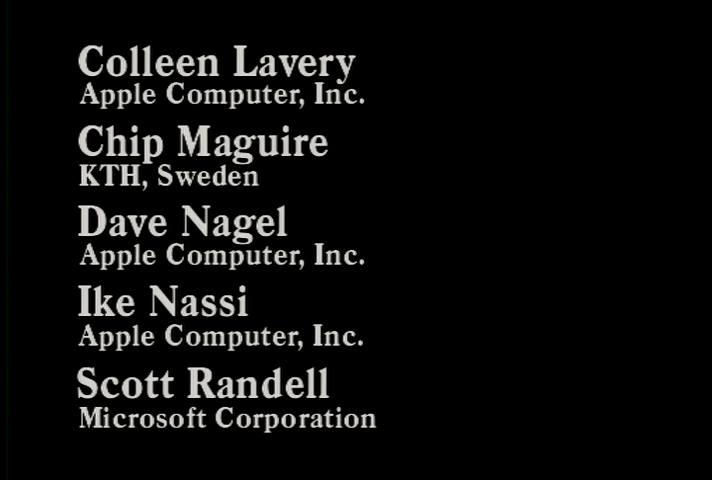 Colleen Lavery
Apple Computer, Inc.
Chip Maguire
KTH, Sweden
Dave Nagel
Apple Computer, Inc.
Ike Nassi
Apple Computer, Inc.
Scott Randell
Microsoft Corporation